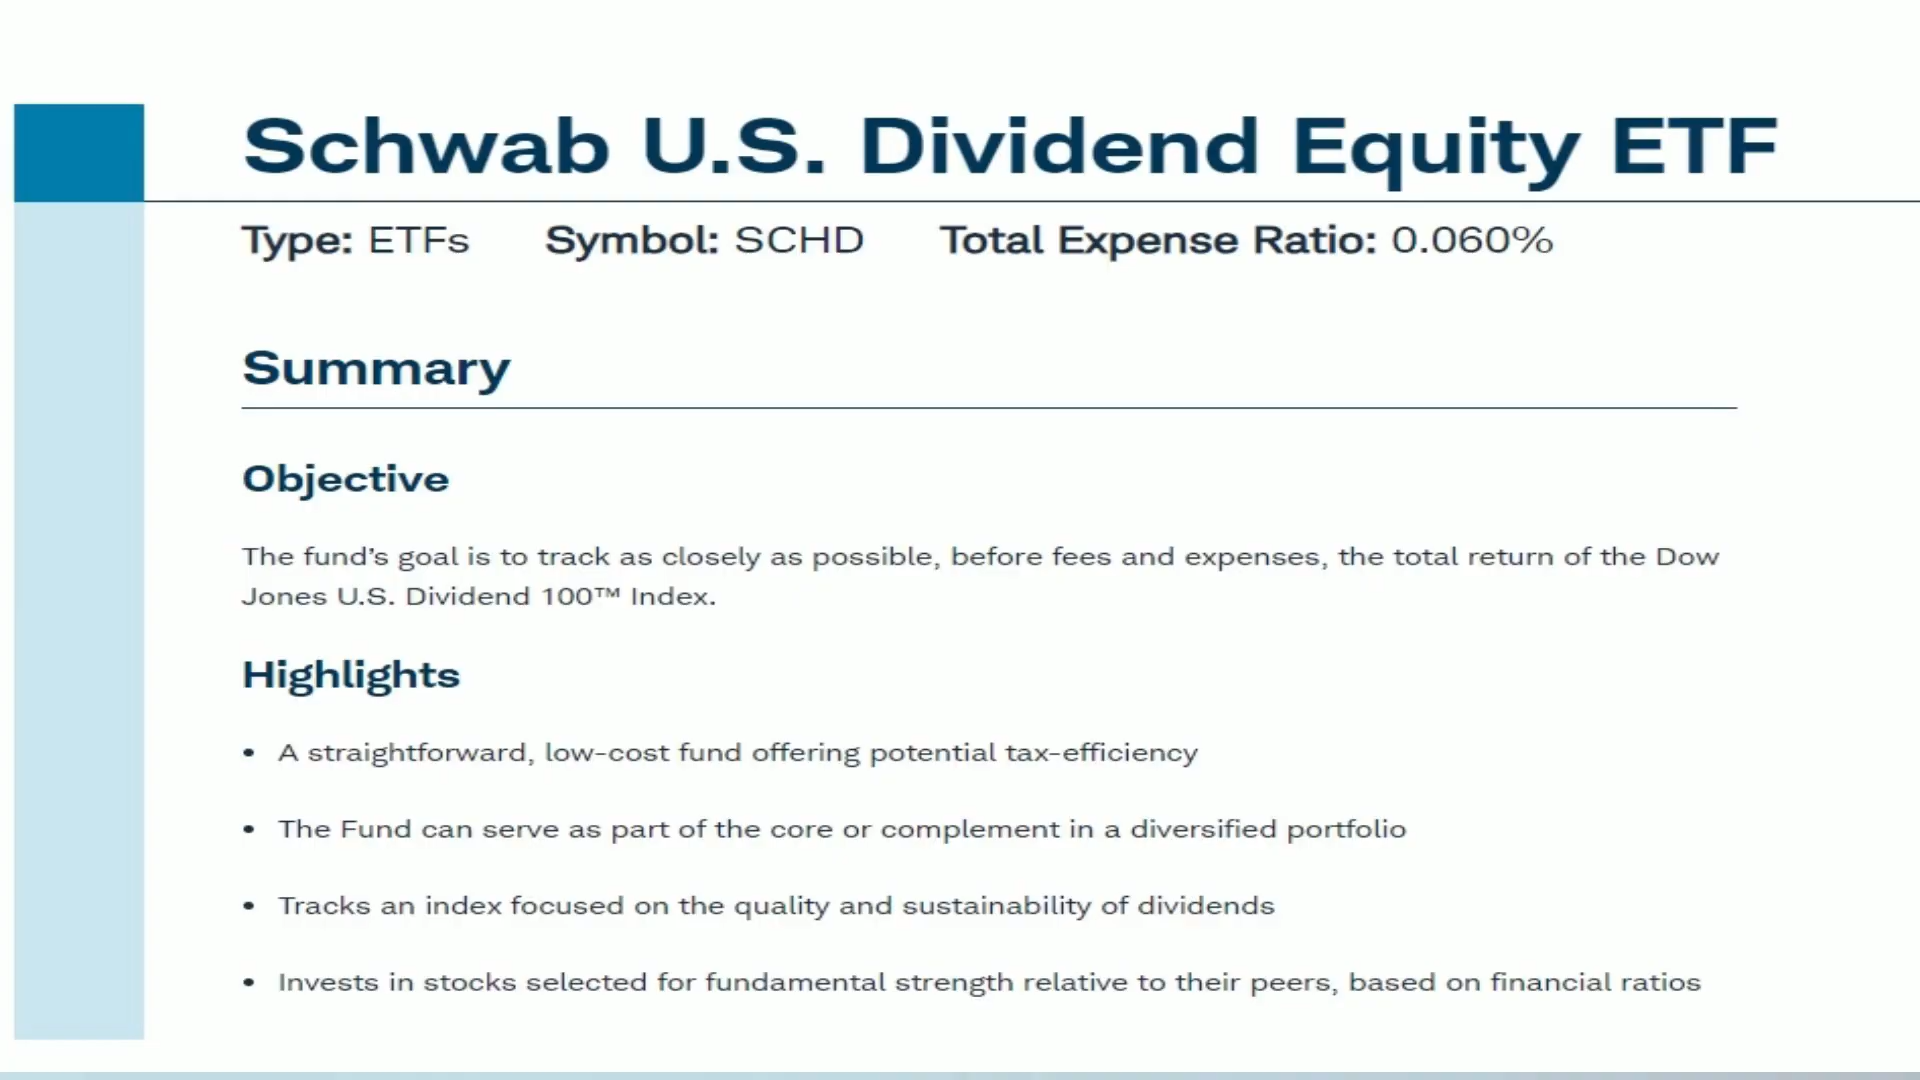 Schwab U.S. Dividend Equity ETF
Type: ETFs Symbol: SCHD Total Expense Ratio: 0.060%
Summary
Objective
The fund’s goal is to track as closely as possible, before fees and expenses, the total return of the Dow
Jones U.S. Dividend 100™ Index.
Highlights
• A straightforward, low-cost fund offering potential tax-efficiency
• The Fund can serve as part of the core or complement in a diversified portfolio
• Tracks an index focused on the quality and sustainability of dividends
• Invests in stocks selected for fundamental strength relative to their peers, based on financial ratios